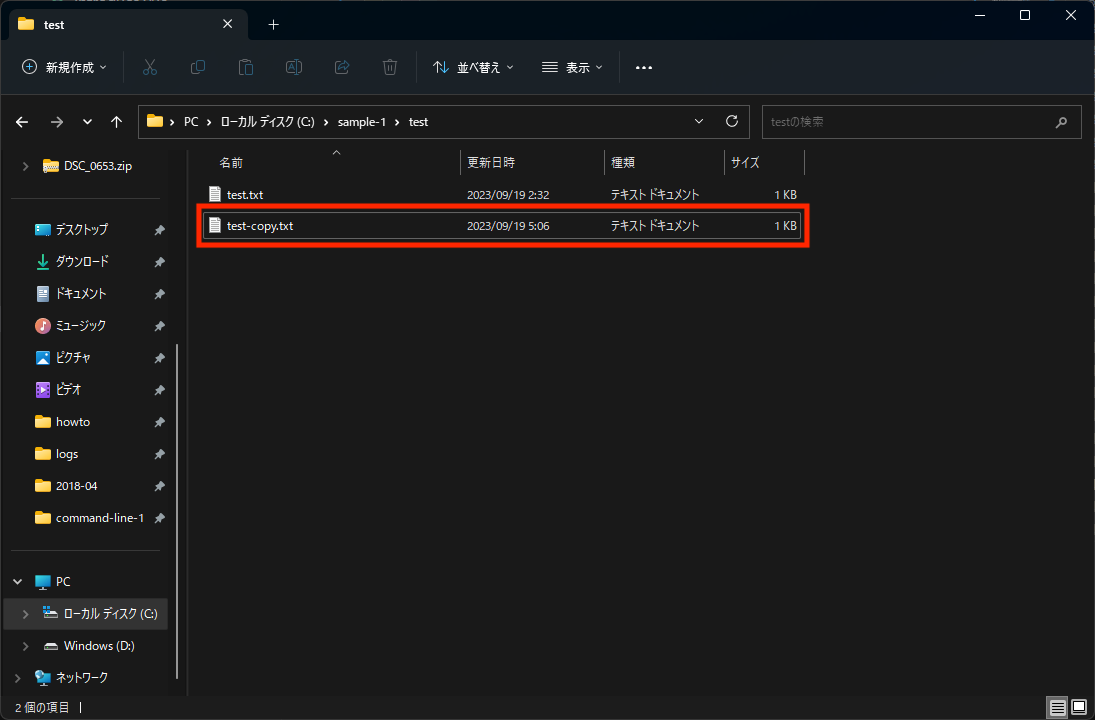 test
新規作成
並べ替え
表示
PC
ローカル ディスク (C:)
sample-1
test
testの検索
DSC_0653.zip
デスクトップ
ダウンロード
ドキュメント
ミュージック
ピクチャ
ビデオ
howto
logs
2018-04
command-line-1
PC
ローカル ディスク (C:)
Windows (D:)
ネットワーク
名前 更新日時 種類 サイズ
test.txt 2023/09/19 2:32 テキスト ドキュメント 1 KB
test-copy.txt 2023/09/19 5:06 テキスト ドキュメント 1 KB
2 個の項目